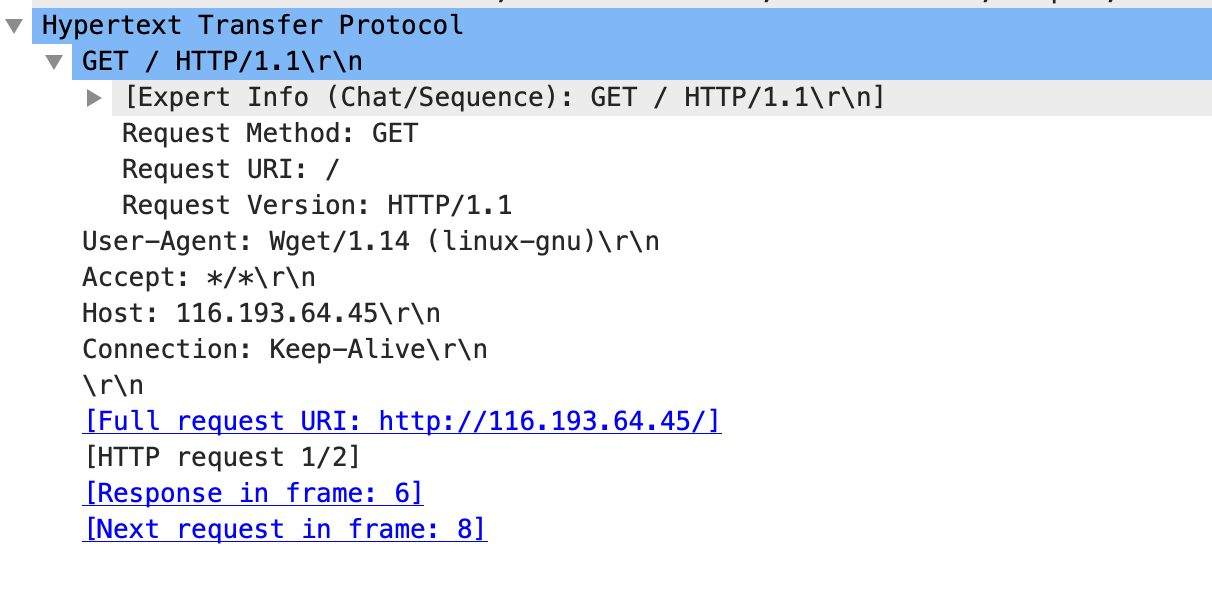 Hypertext Transfer Protocol
GET / HTTP/1.1\r\n
[Expert Info (Chat/Sequence): GET / HTTP/1.1\r\n]
Request Method: GET
Request URI: /
Request Version: HTTP/1.1
User-Agent: Wget/1.14 (linux-gnu)\r\n
Accept: */*\r\n
Host: 116.193.64.45\r\n
Connection: Keep-Alive\r\n
\r\n
[Full request URI: http://116.193.64.45/]
[HTTP request 1/2]
[Response in frame: 6]
[Next request in frame: 8]